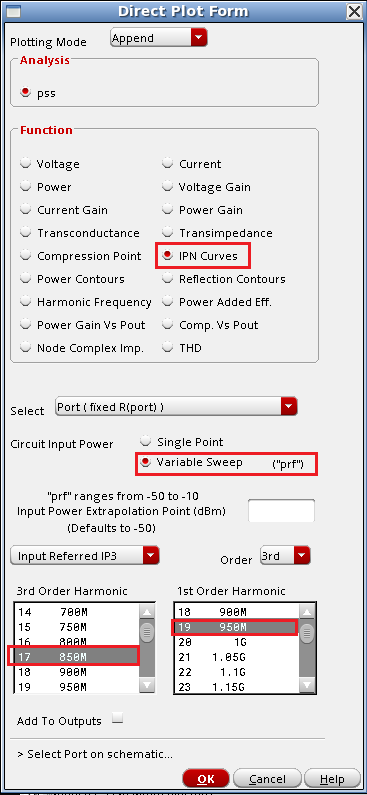 Direct Plot Form
Plotting Mode Append
Analysis
pss
Function
Voltage Current
Power Voltage Gain
Current Gain Power Gain
Transconductance Transimpedance
Compression Point IPN Curves
Power Contours Reflection Contours
Harmonic Frequency Power Added Eff.
Power Gain Vs Pout Comp. Vs Pout
Node Complex Imp. THD
Select Port ( fixed R(port) )
Circuit Input Power Single Point
Variable Sweep ("prf")
"prf" ranges from -50 to -10
Input Power Extrapolation Point (dBm)
(Defaults to -50)
Input Referred IP3 Order 3rd
3rd Order Harmonic 1st Order Harmonic
14 700M 18 900M
15 750M 19 950M
16 800M 20 1G
17 850M 21 1.05G
18 900M 22 1.1G
19 950M 23 1.15G
Add To Outputs
> Select Port on schematic...
OK Cancel Help